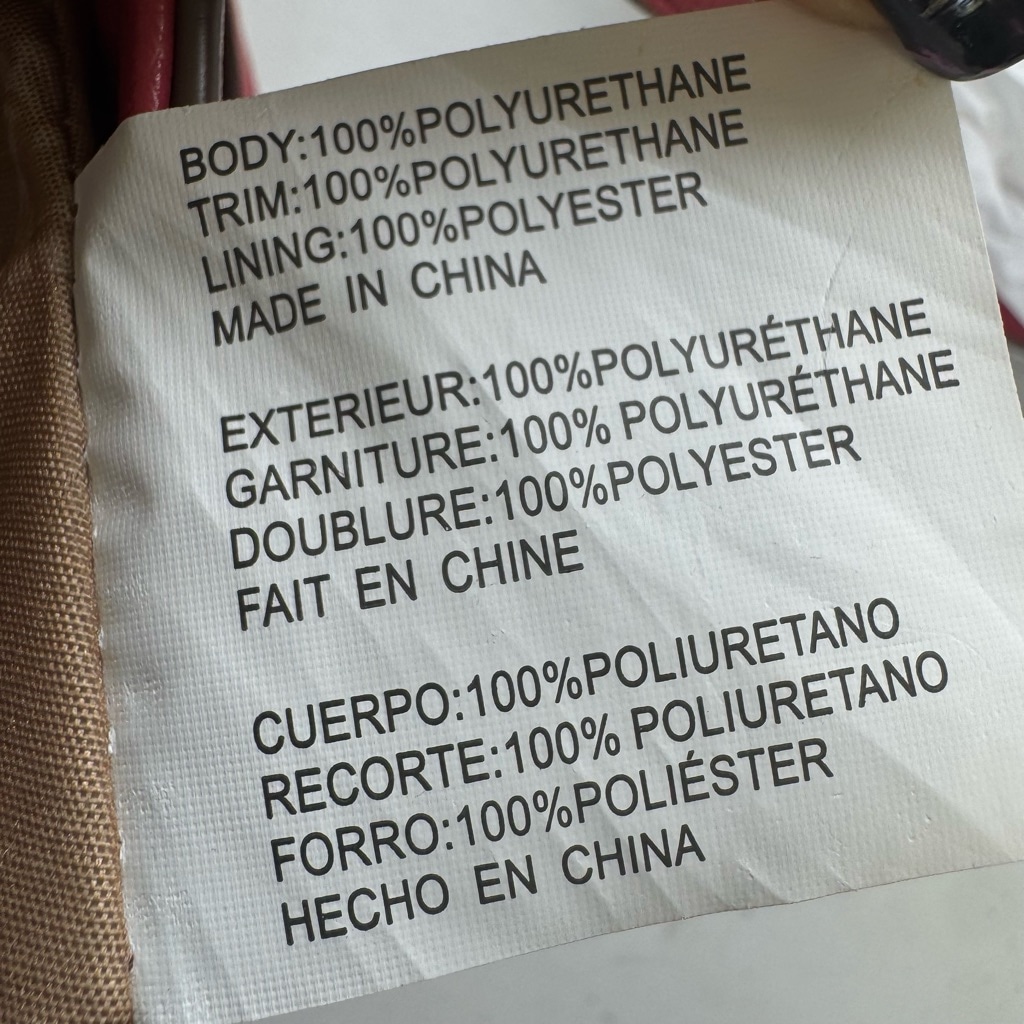 BODY:100%POLYURETHANE
TRIM:100%POLYURETHANE
LINING:100%POLYESTER
MADE IN CHINA
EXTERIEUR:100%POLYURÉTHANE
GARNITURE:100% POLYURÉTHANE
DOUBLURE:100%POLYESTER
FAIT EN CHINE
CUERPO:100%POLIURETANO
RECORTE:100% POLIURETANO
FORRO:100%POLIÉSTER
HECHO EN CHINA